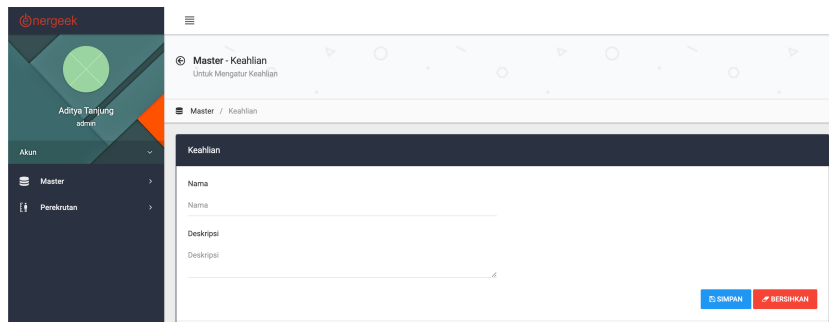 energeek
Master - Keahlian
Untuk Mengatur Keahlian
Aditya Tanjung
admin
Master / Keahlian
Akun
Keahlian
Master
Perekrutan
Nama
Nama
Deskripsi
Deskripsi
SIMPAN
BERSIHKAN